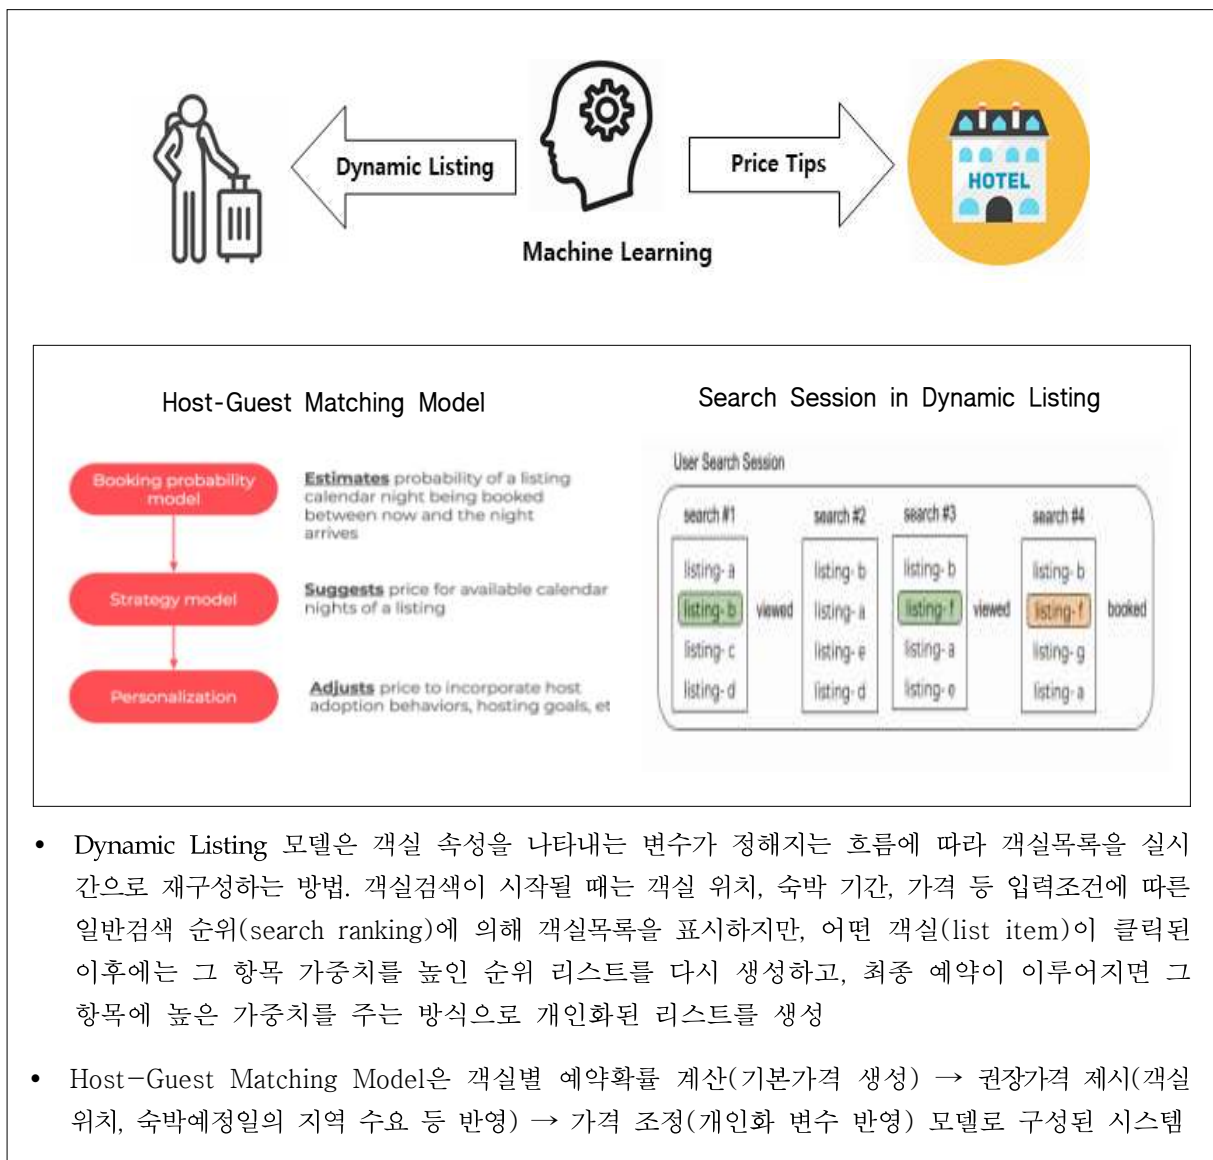 Dynamic Listing
Price Tips
HOTEL
Machine Learning
Host-Guest Matching Model
Booking probability
model
Estimates probability of a listing
calendar night being booked
between now and the night
arrives
Strategy model
Suggests price for available calendar
nights of a listing
Personalization
Adjusts price to incorporate host
adoption behaviors, hosting goals, et
Search Session in Dynamic Listing
User Search Session
search #1
listing- a
listing- b
listing- c
listing- d
viewed
search #2
listing- b
listing- a
listing- e
listing- d
search #3
listing- b
listing- f
listing- a
listing- e
viewed
search #4
listing- b
listing- f
listing- g
listing- a
booked
• Dynamic Listing 모델은 객실 속성을 나타내는 변수가 정해지는 흐름에 따라 객실목록을 실시
간으로 재구성하는 방법. 객실검색이 시작될 때는 객실 위치, 숙박 기간, 가격 등 입력조건에 따른
일반검색 순위(search ranking)에 의해 객실목록을 표시하지만, 어떤 객실(list item)이 클릭된
이후에는 그 항목 가중치를 높인 순위 리스트를 다시 생성하고, 최종 예약이 이루어지면 그
항목에 높은 가중치를 주는 방식으로 개인화된 리스트를 생성
• Host-Guest Matching Model은 객실별 예약확률 계산(기본가격 생성) → 권장가격 제시(객실
위치, 숙박예정일의 지역 수요 등 반영) → 가격 조정(개인화 변수 반영) 모델로 구성된 시스템